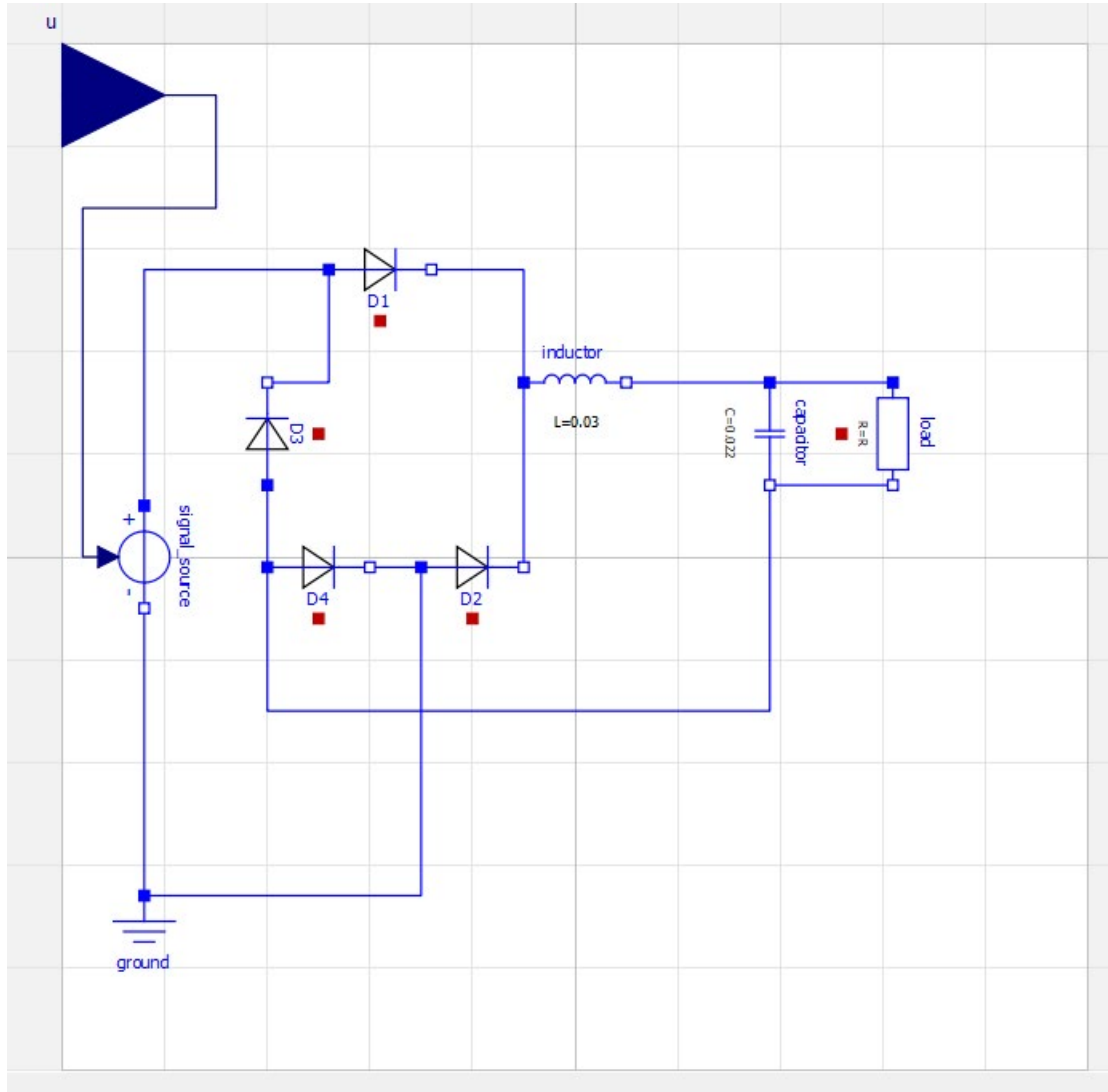 u
D1
inductor
L=0.03
D3
C=0.022
capacitor
R=R
load
+
signal_source
-
D4
D2
ground